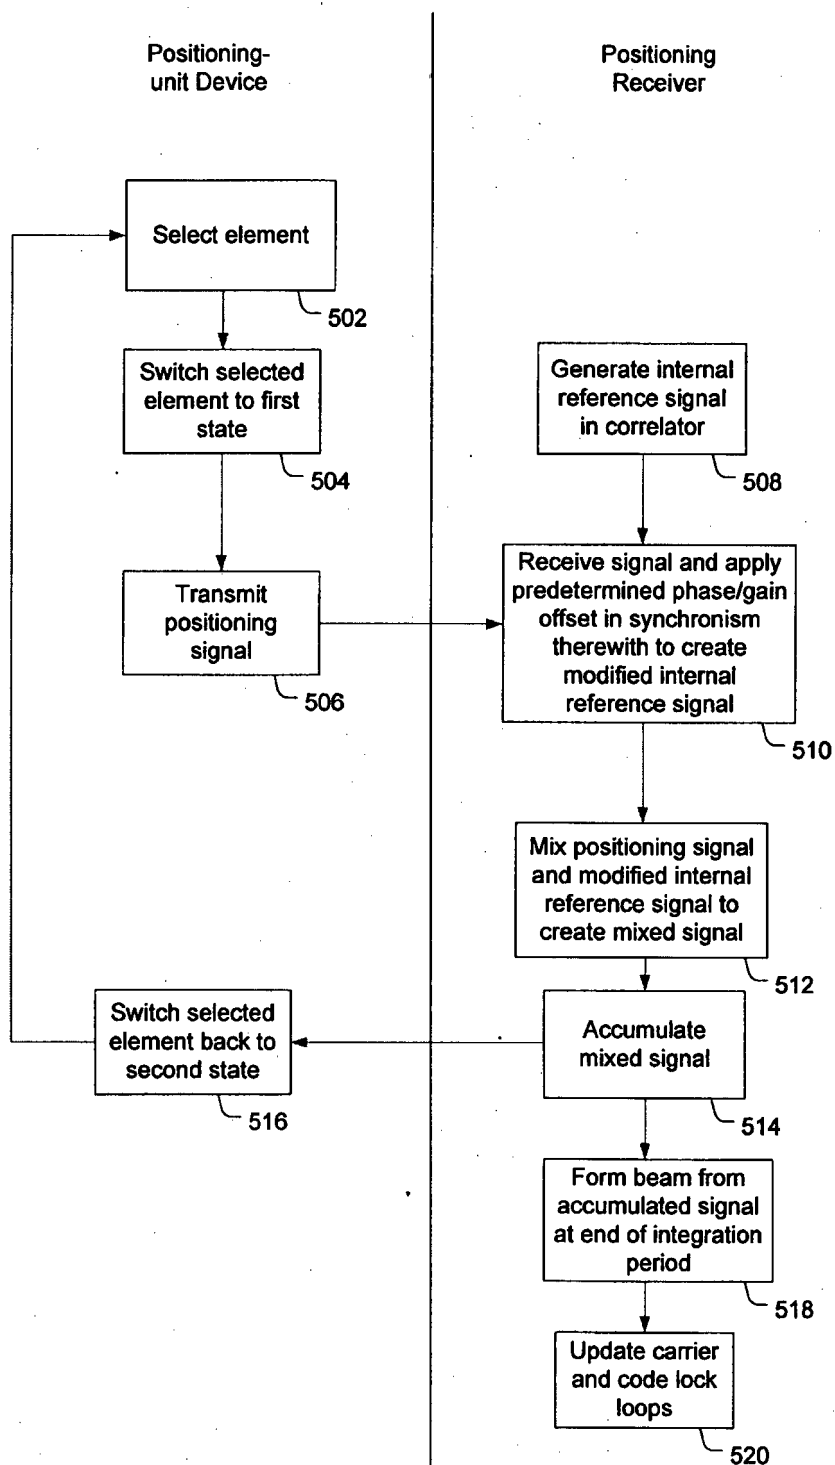 Positioning-
unit Device
Positioning
Receiver
Select element
502
Switch selected
element to first
state
504
Generate internal
reference signal
in correlator
508
Transmit
positioning
signal
506
Receive signal and apply
predetermined phase/gain
offset in synchronism
therewith to create
modified internal
reference signal
510
Mix positioning signal
and modified internal
reference signal to
create mixed signal
512
Switch selected
element back to
second state
516
Accumulate
mixed signal
514
Form beam from
accumulated signal
at end of integration
period
518
Update carrier
and code lock
loops
520